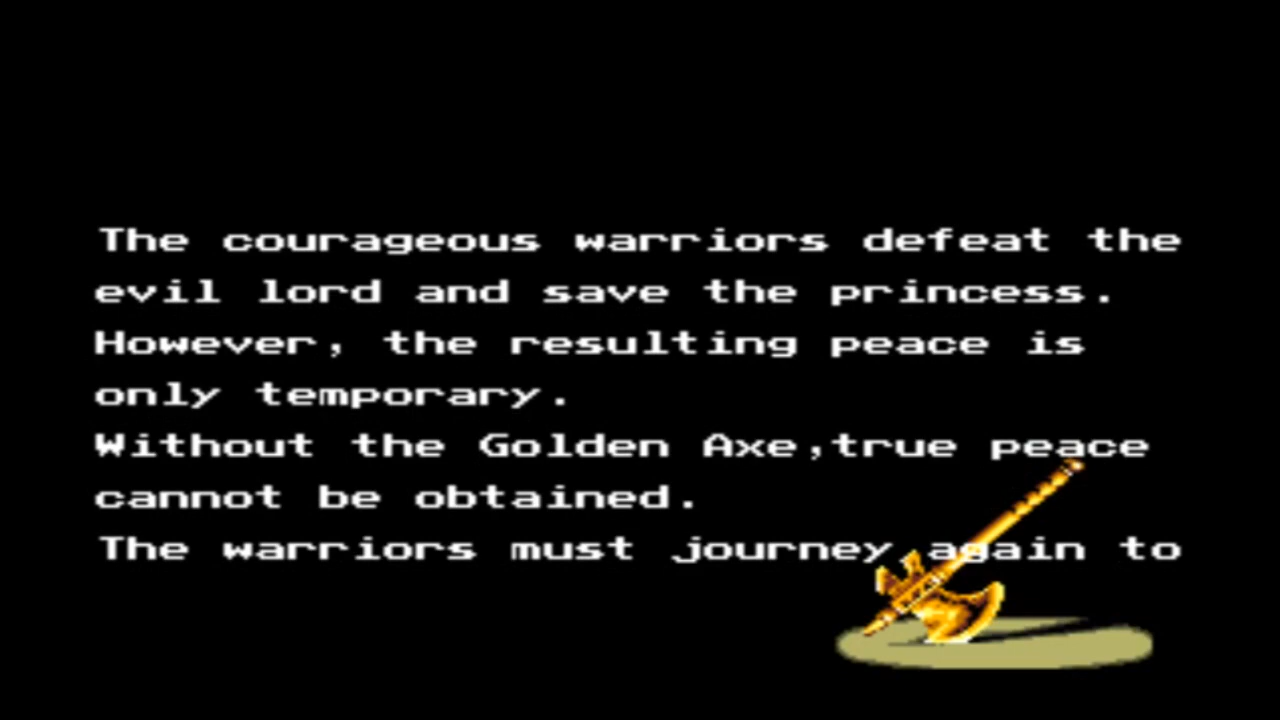 The courageous warriors defeat the
evil lord and save the princess.
However, the resulting peace is
only temporary.
Without the Golden Axe,true peace
cannot be obtained.
The warriors must journey again to